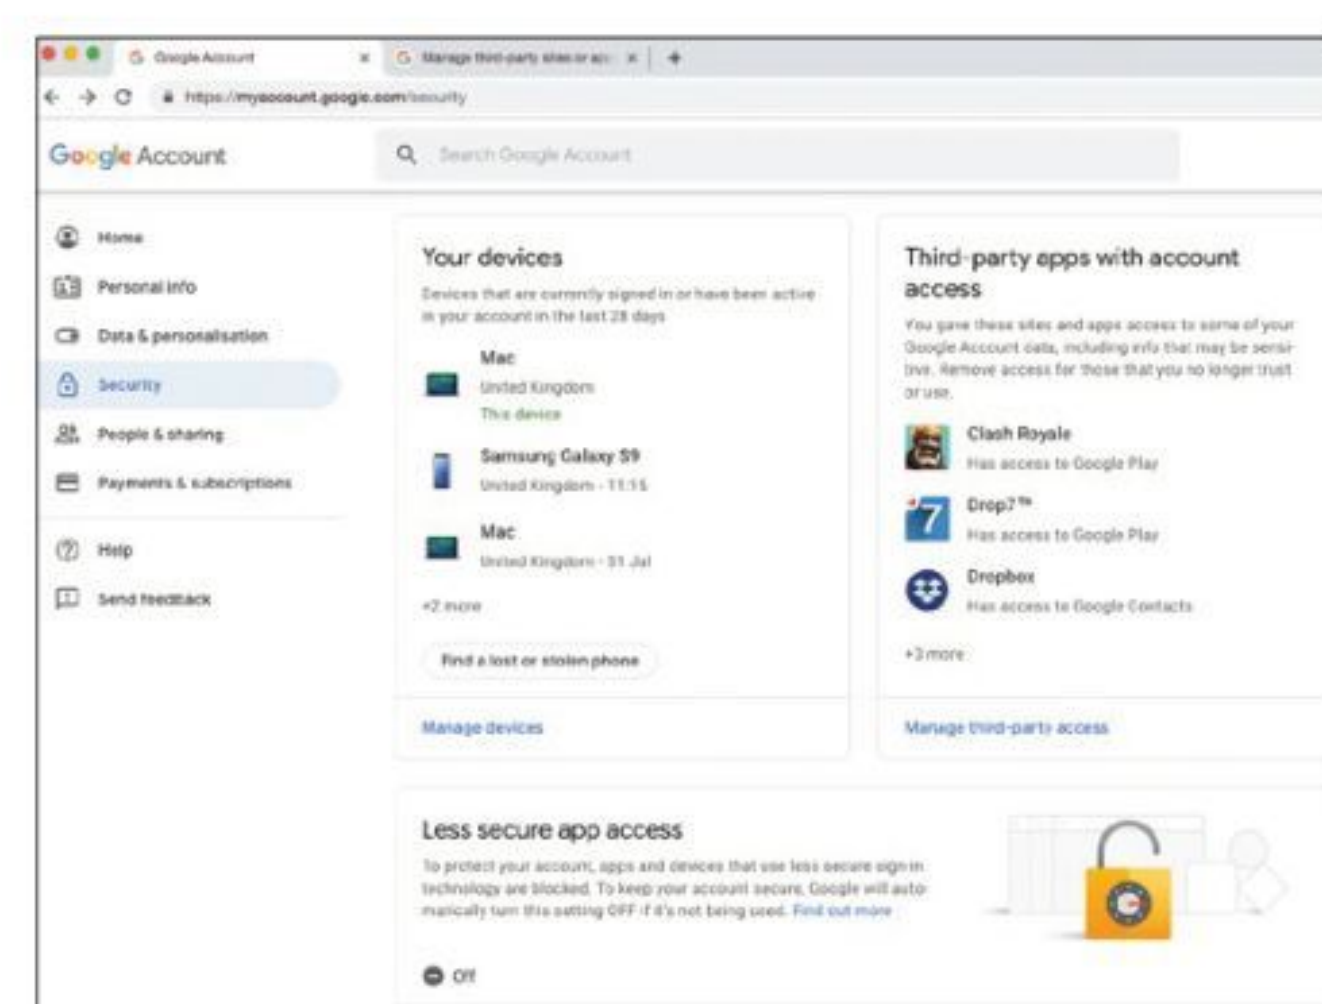 Google Account
Manage third-party sites or ap
https://myaccount.google.com/security
Google Account
Search Google Account
Home
Personal info
Data & personalisation
Security
People & sharing
Payments & subscriptions
Help
Send feedback
Your devices
Devices that are currently signed in or have been active
in your account in the last 28 days
Mac
United Kingdom
This device
Samsung Galaxy S9
United Kingdom - 11:15
Mac
United Kingdom - 31 Jul
+2 more
Find a lost or stolen phone
Manage devices
Third-party apps with account
access
You gave these sites and apps access to some of your
Google Account data, including info that may be sensi-
tive. Remove access for those that you no longer trust
or use.
Clash Royale
Has access to Google Play
7
Drop7™
Has access to Google Play
Dropbox
Has access to Google Contacts
+3 more
Manage third-party access
Less secure app access
To protect your account, apps and devices that use less secure sign-in
technology are blocked. To keep your account secure, Google will auto-
matically turn this setting OFF if it's not being used. Find out more
Off